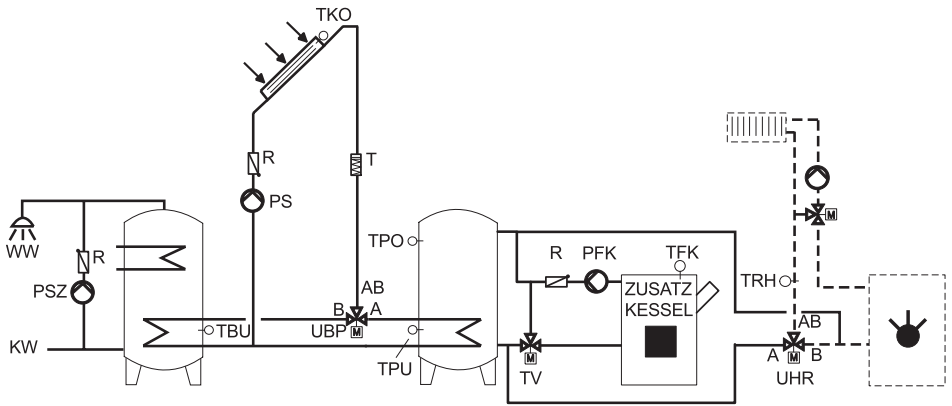 TKO
R
T
PS
WW
R
PSZ
KW
TBU
AB
B
A
UBP
M
TPO
TPU
R
PFK
TFK
ZUSATZ
KESSEL
TV
M
M
TRH
AB
A
B
M
UHR